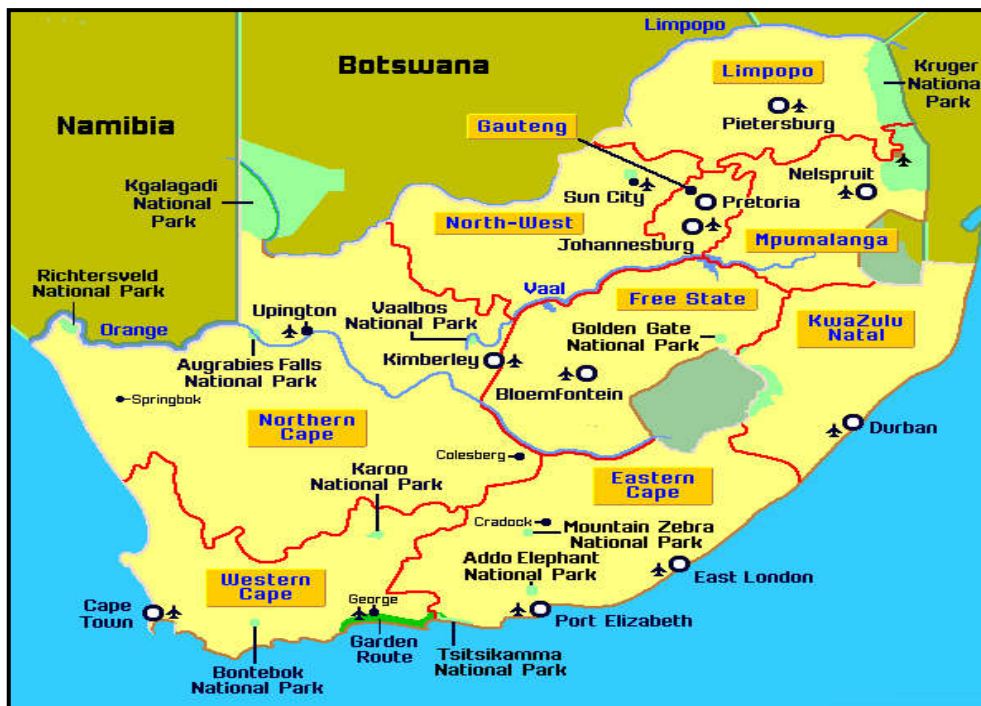 Limpopo
Botswana
Limpopo
Kruger
National
Park
Namibia
Pietersburg
Gauteng
Kgalagadi
National
Park
Nelspruit
Sun City
Pretoria
North-West
Johannesburg
Mpumalanga
Richtersveld
National Park
Vaal
Free State
Orange
Upington
Vaalbos
National Park
KwaZulu
Natal
Golden Gate
National Park
Augrabies Falls
National Park
Kimberley
Bloemfontein
Springbok
Northern
Cape
Durban
Colesberg
Karoo
National Park
Eastern
Cape
Cradock
Mountain Zebra
National Park
Addo Elephant
National Park
Western
Cape
East London
Cape
Town
George
Port Elizabeth
Garden
Route
Tsitsikamma
National Park
Bontebok
National Park